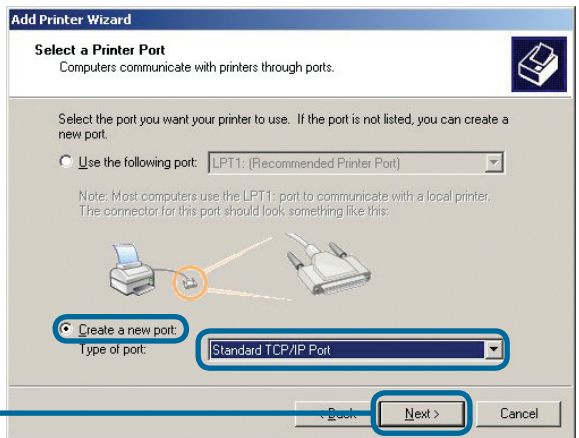 Add Printer Wizard
Select a Printer Port
Computers communicate with printers through ports.
Select the port you want your printer to use. If the port is not listed, you can create a
new port.
Use the following port: LPT1: (Recommended Printer Port)
Note: Most computers use the LPT1: port to communicate with a local printer.
The connector for this port should look something like this:
Create a new port:
Type of port: Standard TCP/IP Port
< Back Next > Cancel